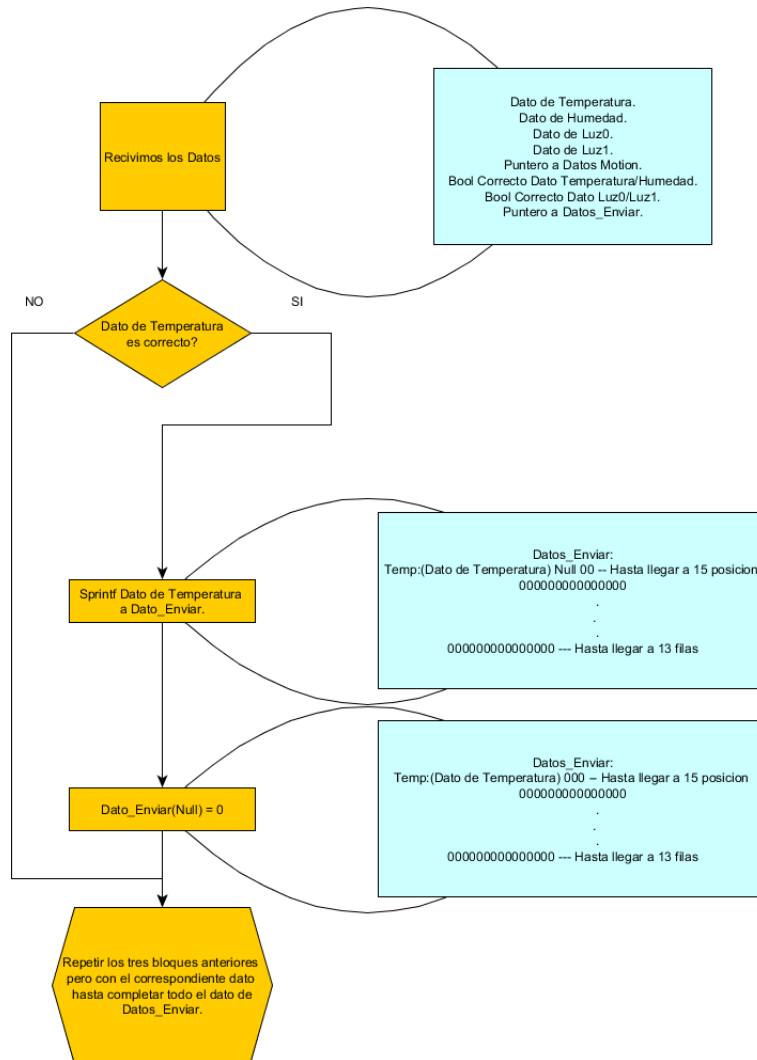 Recivimos los Datos
Dato de Temperatura.
Dato de Humedad.
Dato de Luz0.
Dato de Luz1.
Puntero a Datos Motion.
Bool Correcto Dato Temperatura/Humedad.
Bool Correcto Dato Luz0/Luz1.
Puntero a Datos_Enviar.
NO
SI
Dato de Temperatura
es correcto?
Sprintf Dato de Temperatura
a Dato_Enviar.
Datos_Enviar:
Temp:(Dato de Temperatura) Null 00 -- Hasta llegar a 15 posicion
000000000000000
.
.
.
000000000000000 --- Hasta llegar a 13 filas
Dato_Enviar(Null) = 0
Datos_Enviar:
Temp:(Dato de Temperatura) 000 -- Hasta llegar a 15 posicion
000000000000000
.
.
.
000000000000000 --- Hasta llegar a 13 filas
Repetir los tres bloques anteriores
pero con el correspondiente dato
hasta completar todo el dato de
Datos_Enviar.